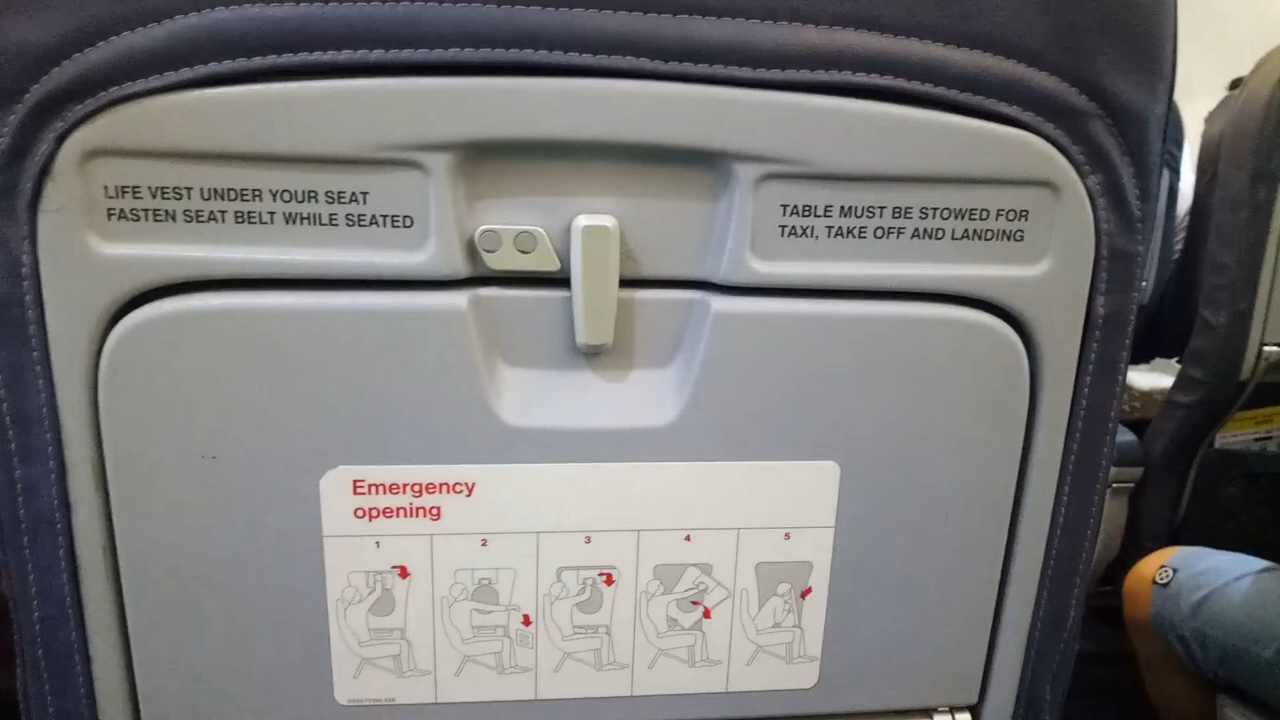 LIFE VEST UNDER YOUR SEAT
FASTEN SEAT BELT WHILE SEATED
TABLE MUST BE STOWED FOR
TAXI, TAKE OFF AND LANDING
Emergency
opening
1 2 3 4 5